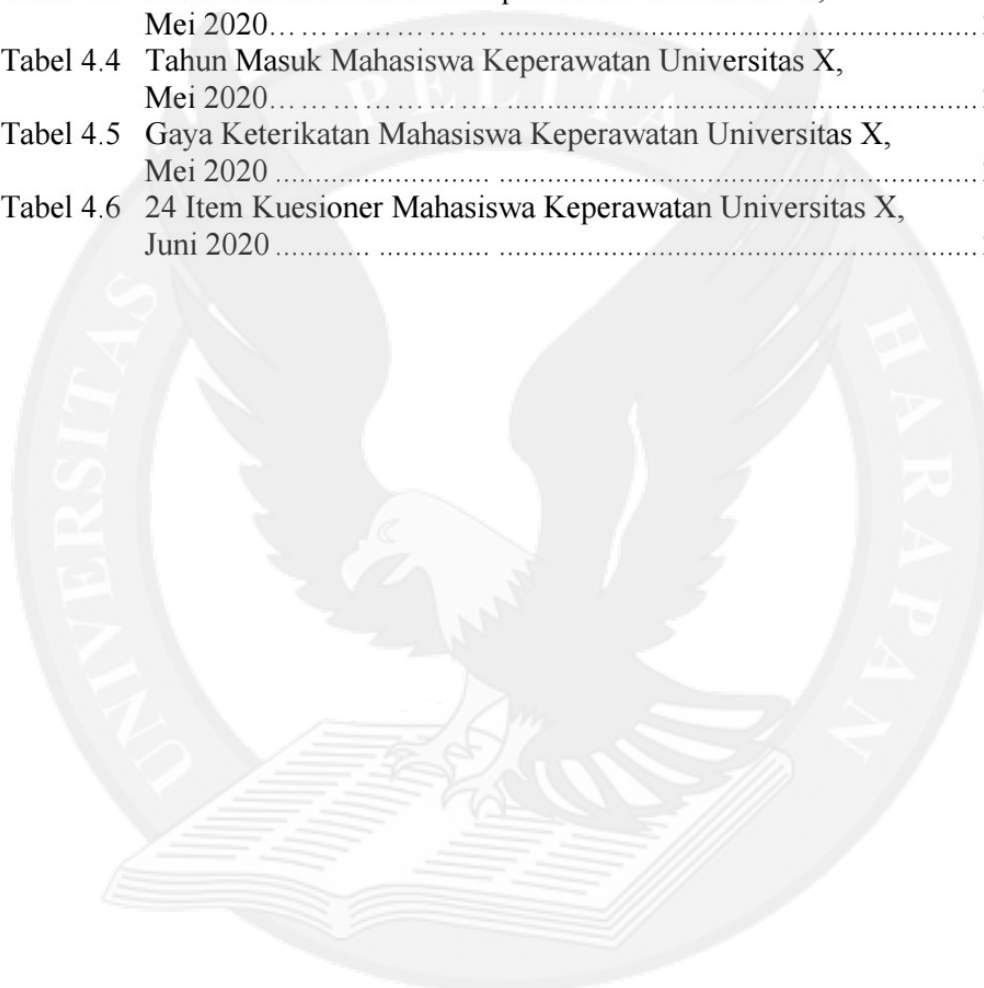 Mei 2020… … … … … … … ........................................................................
Tabel 4.4 Tahun Masuk Mahasiswa Keperawatan Universitas X,
Mei 2020… … … … … … … ........................................................................
Tabel 4.5 Gaya Keterikatan Mahasiswa Keperawatan Universitas X,
Mei 2020 ........................... ........................................................................
Tabel 4.6 24 Item Kuesioner Mahasiswa Keperawatan Universitas X,
Juni 2020 ............ .............. ........................................................................
UNIVERSITAS PELITA HARAPAN